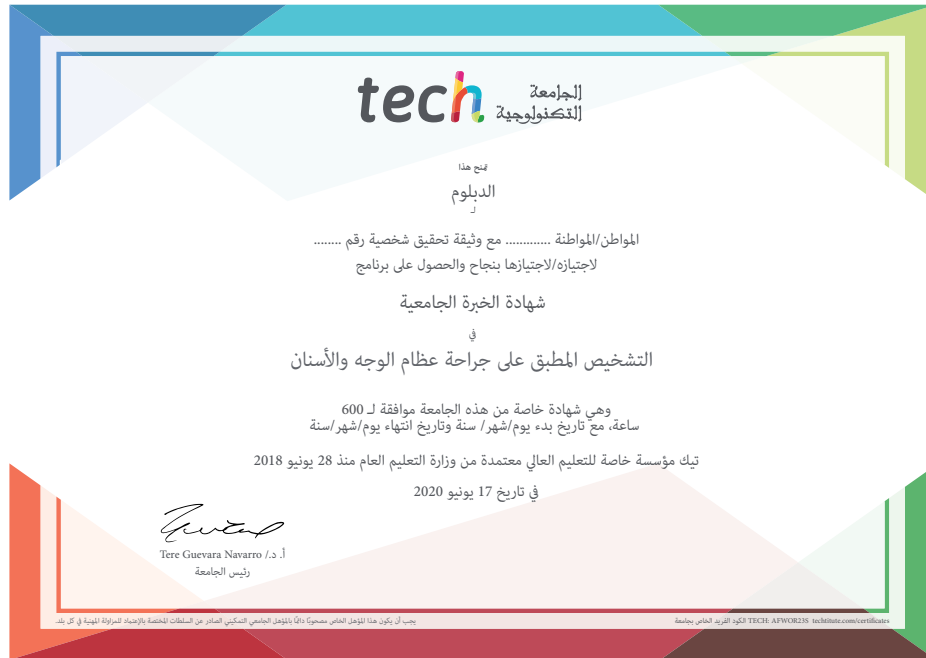 tech الجامعة
التكنولوجية
يمنح هذا
الدبلوم
لـ
المواطن/المواطنة ............. مع وثيقة تحقيق شخصية رقم ........
لاجتيازه/لاجتيازها بنجاح والحصول على برنامج
شهادة الخبرة الجامعية
في
التشخيص المطبق على جراحة عظام الوجه والأسنان
وهي شهادة خاصة من هذه الجامعة موافقة لـ 600
ساعة، مع تاريخ بدء يوم/شهر/ سنة وتاريخ انتهاء يوم/شهر/سنة
تيك مؤسسة خاصة للتعليم العالي معتمدة من وزارة التعليم العام منذ 28 يونيو 2018
في تاريخ 17 يونيو 2020
أ. د./ Tere Guevara Navarro
رئيس الجامعة
يجب أن يكون هذا المؤهل الخاص مصحوبًا دائمًا بالمؤهل الجامعي التمكيني الصادر عن السلطات المختصة بالإعتماد للمزاولة المهنية في كل بلد.
الكود الفريد الخاص بجامعة TECH: AFWOR23S techtitute.com/certificates